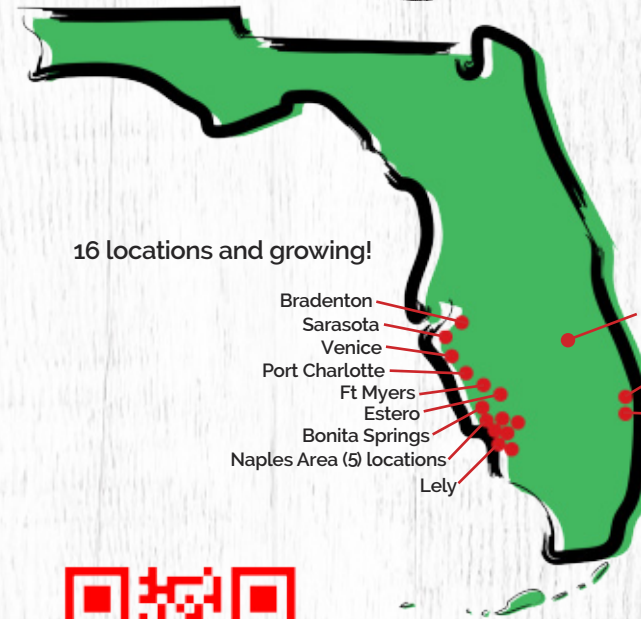 16 locations and growing!
Bradenton
Sarasota
Venice
Port Charlotte
Ft Myers
Estero
Bonita Springs
Naples Area (5) locations
Lely